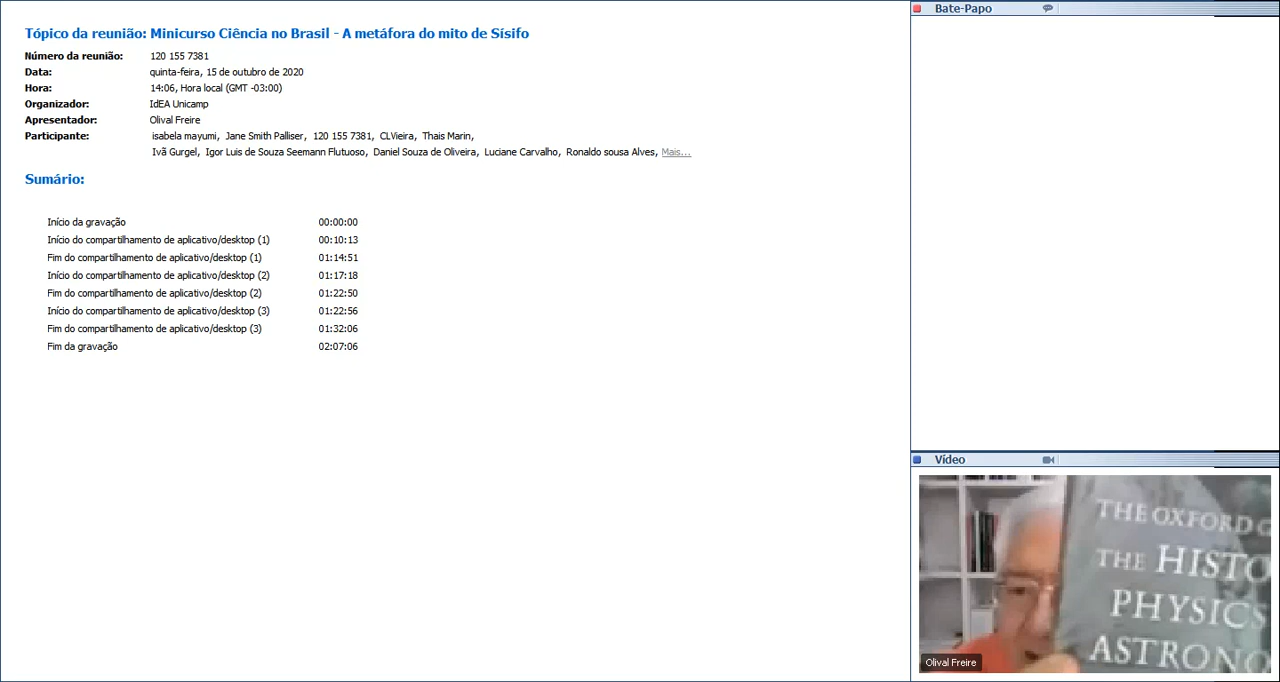 Tópico da reunião: Minicurso Ciência no Brasil - A metáfora do mito de Sísifo
Número da reunião: 120 155 7381
Data: quinta-feira, 15 de outubro de 2020
Hora: 14:06, Hora local (GMT -03:00)
Organizador: IdEA Unicamp
Apresentador: Olival Freire
Participante: isabela mayumi, Jane Smith Palliser, 120 155 7381, CLVieira, Thais Marin,
Ivã Gurgel, Igor Luis de Souza Seemann Flutuoso, Daniel Souza de Oliveira, Luciane Carvalho, Ronaldo sousa Alves, Mais...
Sumário:
Início da gravação 00:00:00
Início do compartilhamento de aplicativo/desktop (1) 00:10:13
Fim do compartilhamento de aplicativo/desktop (1) 01:14:51
Início do compartilhamento de aplicativo/desktop (2) 01:17:18
Fim do compartilhamento de aplicativo/desktop (2) 01:22:50
Início do compartilhamento de aplicativo/desktop (3) 01:22:56
Fim do compartilhamento de aplicativo/desktop (3) 01:32:06
Fim da gravação 02:07:06
Bate-Papo
Vídeo
THE OXFORD G
THE HISTO
PHYSICS
ASTRONO
Olival Freire